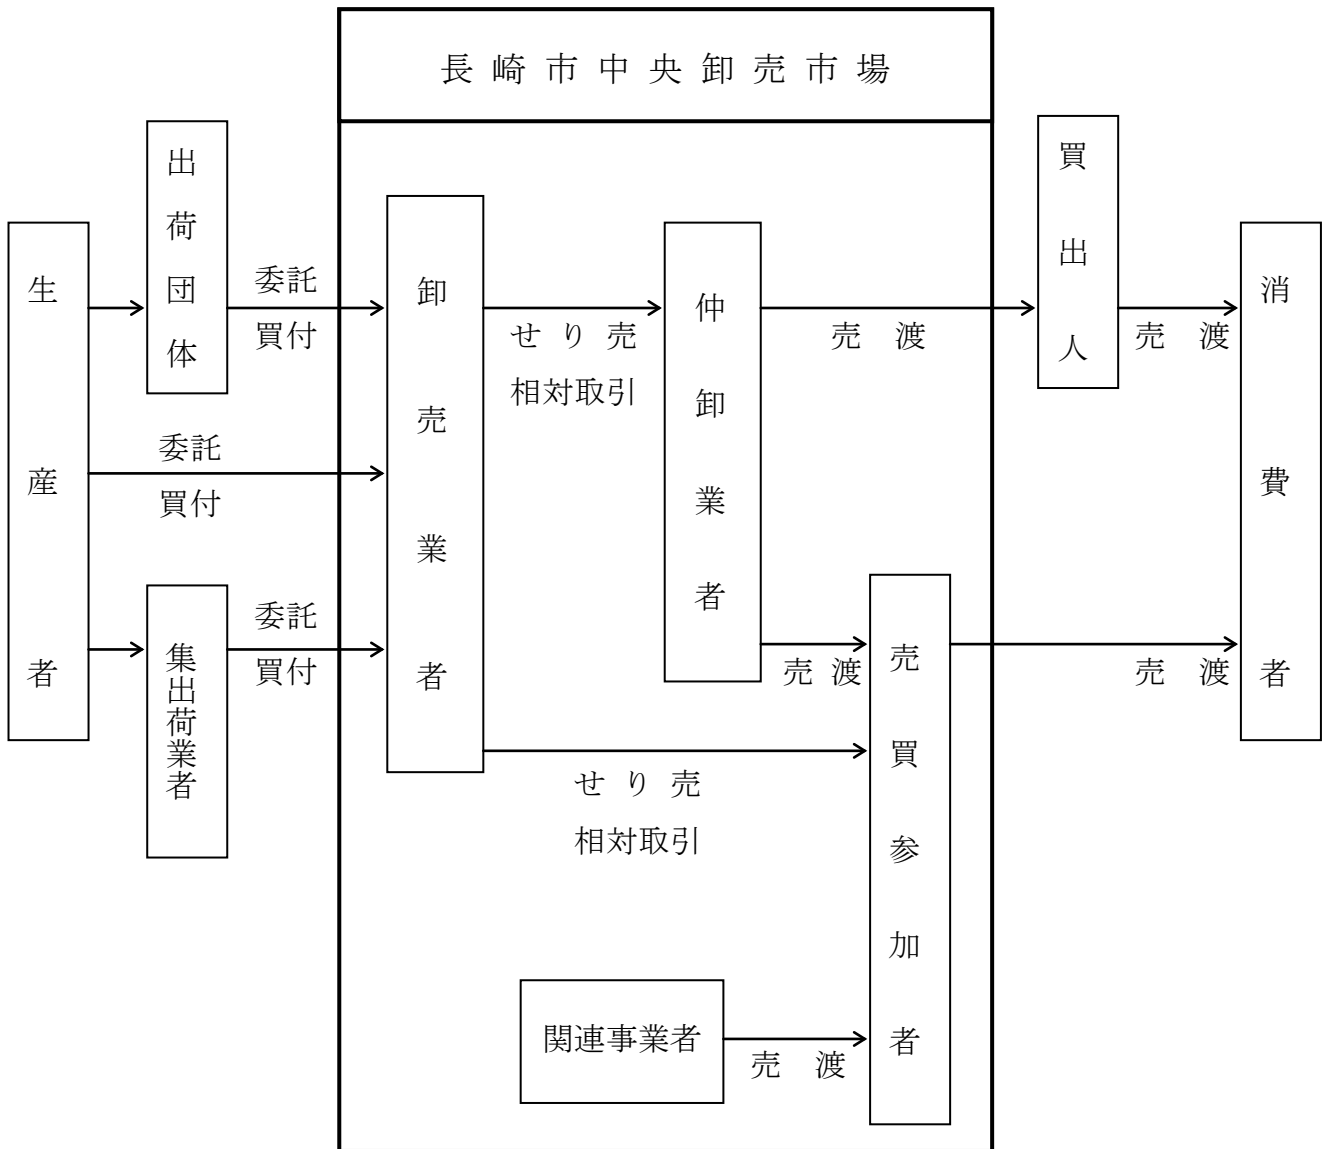 長崎市中央卸売市場
生産者
出荷団体
集出荷業者
委託
買付
委託
買付
委託
買付
卸売業者
せり売
相対取引
仲卸業者
売渡
買出人
売渡
消費者
売渡
売買参加者
売渡
せり売
相対取引
関連事業者
売渡